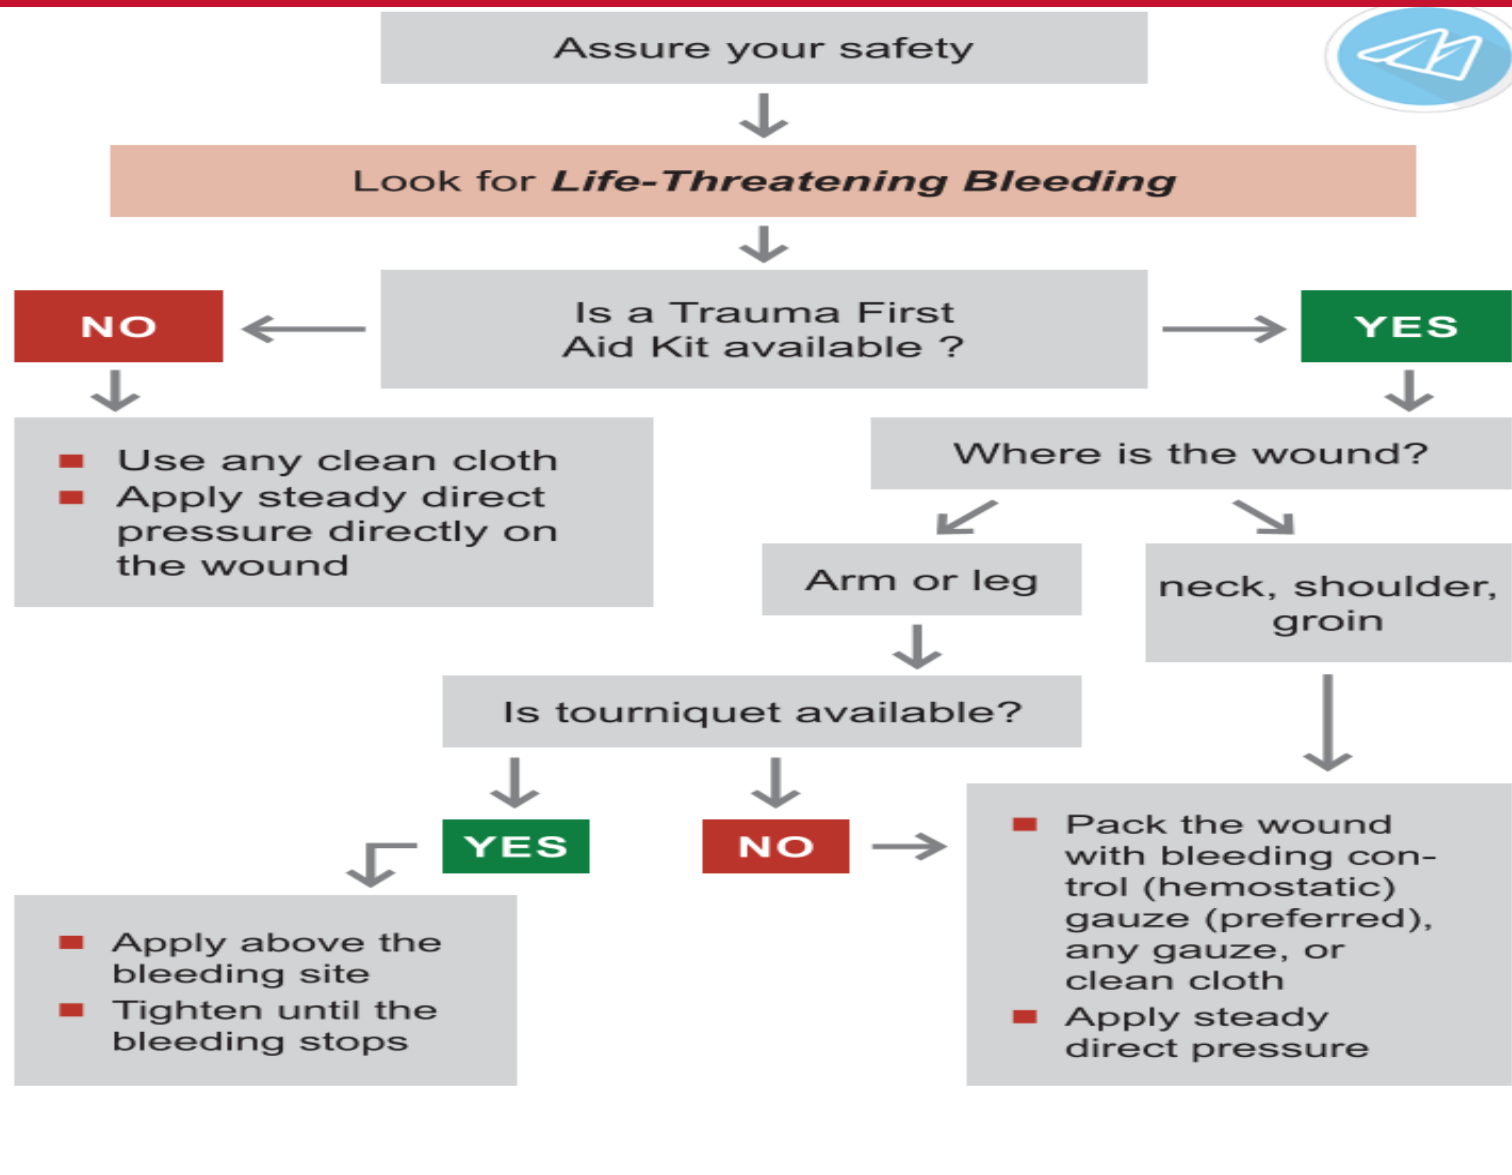 Assure your safety
Look for Life-Threatening Bleeding
Is a Trauma First
Aid Kit available ?
NO
YES
Use any clean cloth
Apply steady direct
pressure directly on
the wound
Where is the wound?
Arm or leg
neck, shoulder,
groin
Is tourniquet available?
YES
NO
Apply above the
bleeding site
Tighten until the
bleeding stops
Pack the wound
with bleeding con-
trol (hemostatic)
gauze (preferred),
any gauze, or
clean cloth
Apply steady
direct pressure